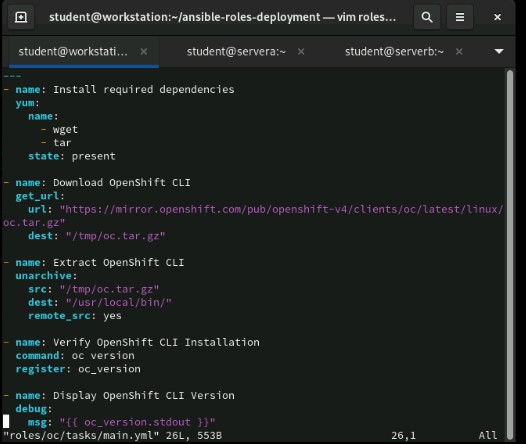 student@workstation:~/ansible-roles-deployment — vim roles...
student@workstati...
student@servera:~
student@serverb:~
---
- name: Install required dependencies
  yum:
    name:
      - wget
      - tar
    state: present
- name: Download OpenShift CLI
  get_url:
    url: "https://mirror.openshift.com/pub/openshift-v4/clients/oc/latest/linux/
oc.tar.gz"
    dest: "/tmp/oc.tar.gz"
- name: Extract OpenShift CLI
  unarchive:
    src: "/tmp/oc.tar.gz"
    dest: "/usr/local/bin/"
    remote_src: yes
- name: Verify OpenShift CLI Installation
  command: oc version
  register: oc_version
- name: Display OpenShift CLI Version
  debug:
    msg: "{{ oc_version.stdout }}"
"roles/oc/tasks/main.yml" 26L, 553B 26,1 All